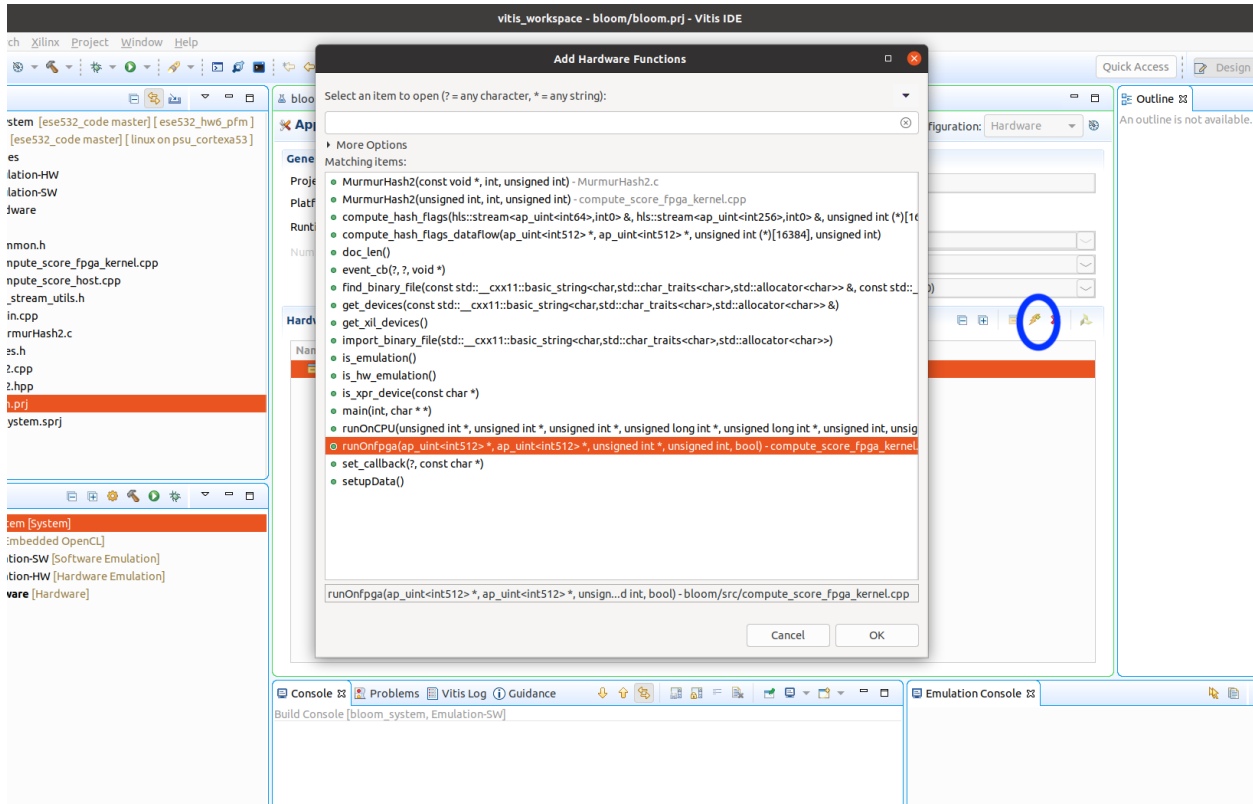 vitis_workspace - bloom/bloom.prj - Vitis IDE
ch Xilinx Project Window Help
Quick Access
Design
Add Hardware Functions
Select an item to open (? = any character, * = any string):
More Options
Matching items:
MurmurHash2(const void *, int, unsigned int) - MurmurHash2.c
MurmurHash2(unsigned int, int, unsigned int) - compute_score_fpga_kernel.cpp
compute_hash_flags(hls::stream<ap_uint<int64>,int0> &, hls::stream<ap_uint<int256>,int0> &, unsigned int (*)[16
compute_hash_flags_dataflow(ap_uint<int512> *, ap_uint<int512> *, unsigned int (*)[16384], unsigned int)
doc_len()
event_cb(?, ?, void *)
find_binary_file(const std::__cxx11::basic_string<char,std::char_traits<char>,std::allocator<char>> &, const std::_
get_devices(const std::__cxx11::basic_string<char,std::char_traits<char>,std::allocator<char>> &)
get_xil_devices()
import_binary_file(std::__cxx11::basic_string<char,std::char_traits<char>,std::allocator<char>>)
is_emulation()
is_hw_emulation()
is_xpr_device(const char *)
main(int, char * *)
runOnCPU(unsigned int *, unsigned int *, unsigned int *, unsigned long int *, unsigned long int *, unsigned int, unsig
runOnfpga(ap_uint<int512> *, ap_uint<int512> *, unsigned int *, unsigned int, bool) - compute_score_fpga_kernel.
set_callback(?, const char *)
setupData()
runOnfpga(ap_uint<int512> *, ap_uint<int512> *, unsign...d int, bool) - bloom/src/compute_score_fpga_kernel.cpp
Cancel
OK
stem [ese532_code master] [ ese532_hw6_pfm ]
[ese532_code master] [ linux on psu_cortexa53 ]
es
lation-HW
lation-SW
dware
nmon.h
mpute_score_fpga_kernel.cpp
mpute_score_host.cpp
_stream_utils.h
in.cpp
rmurHash2.c
es.h
2.cpp
2.hpp
n.prj
ystem.sprj
tem [System]
Embedded OpenCL]
ation-SW [Software Emulation]
ation-HW [Hardware Emulation]
ware [Hardware]
bloo
App
Gene
Proje
Platf
Runti
Num
Hardw
Nan
figuration: Hardware
0)
Outline
An outline is not available.
Console Problems Vitis Log Guidance
Build Console [bloom_system, Emulation-SW]
Emulation Console